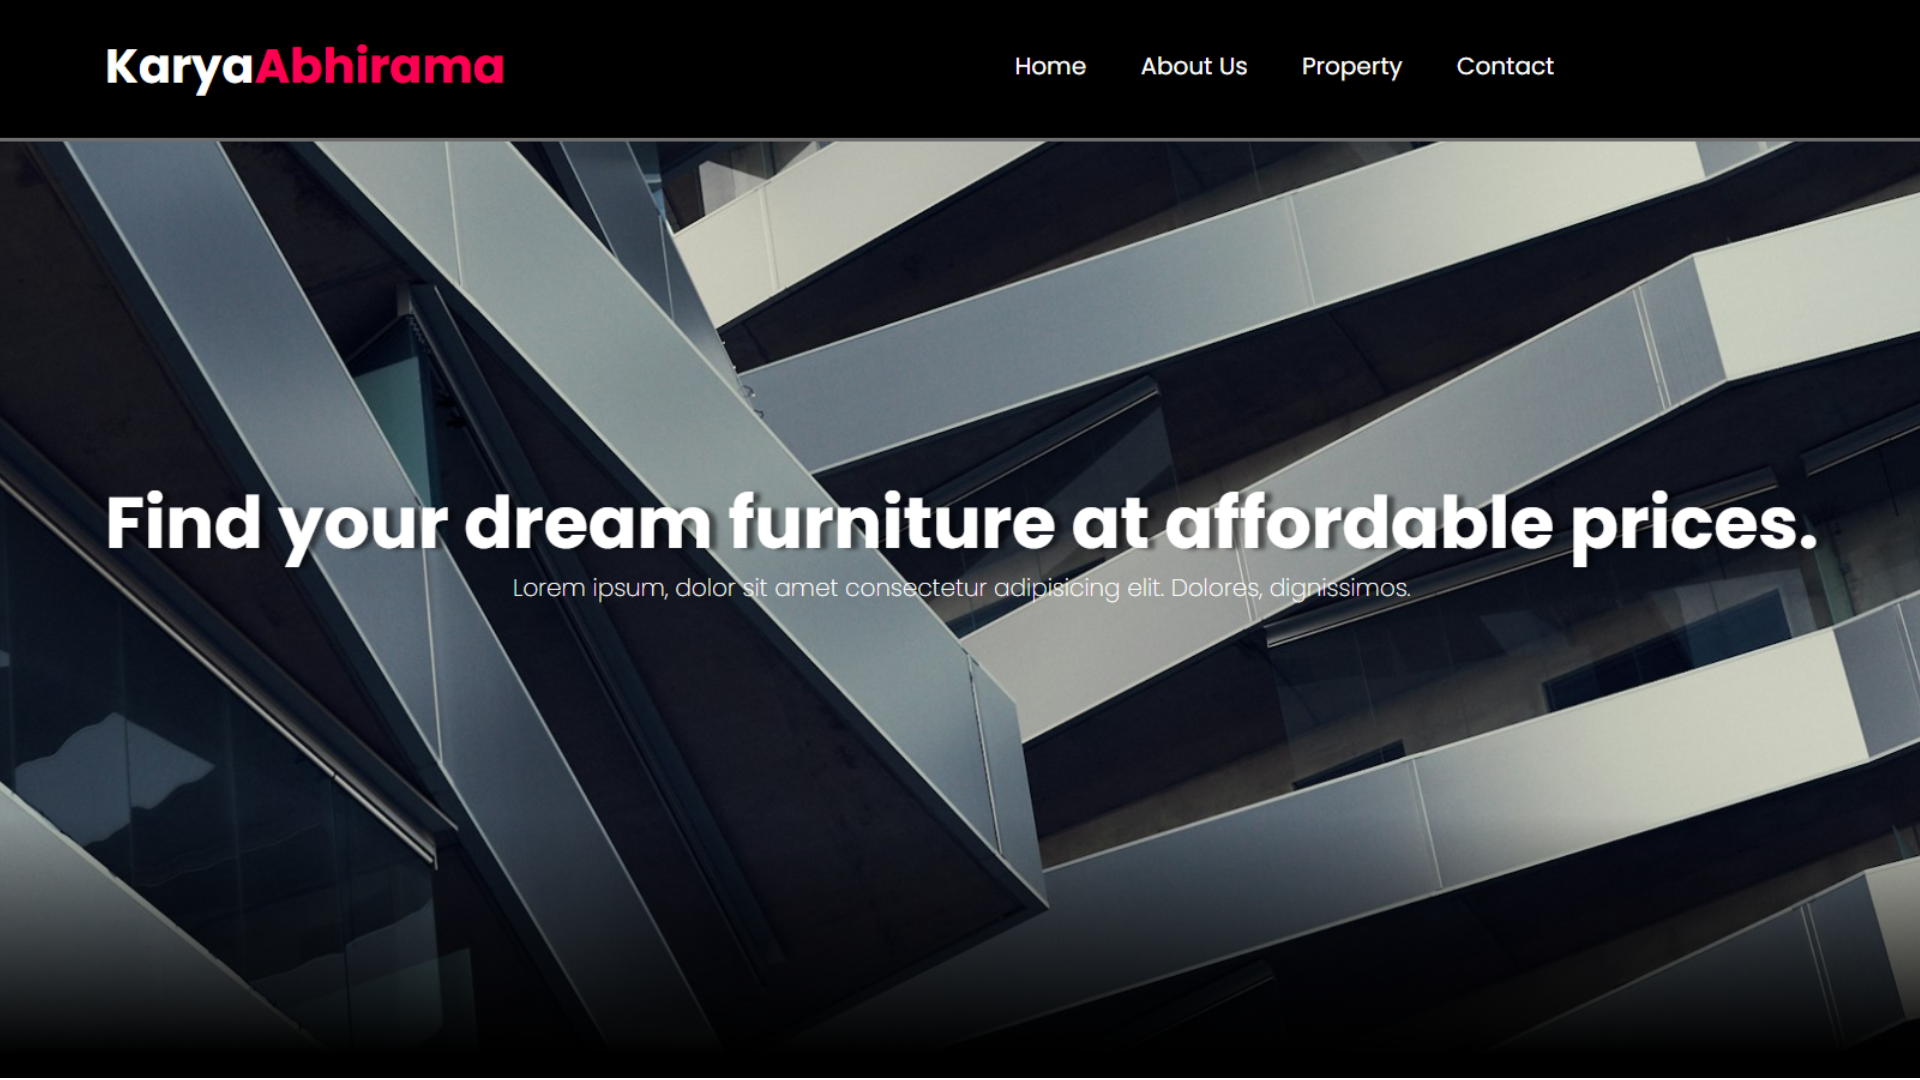 KaryaAbhirama
Home About Us Property Contact
Find your dream furniture at affordable prices.
Lorem ipsum, dolor sit amet consectetur adipisicing elit. Dolores, dignissimos.